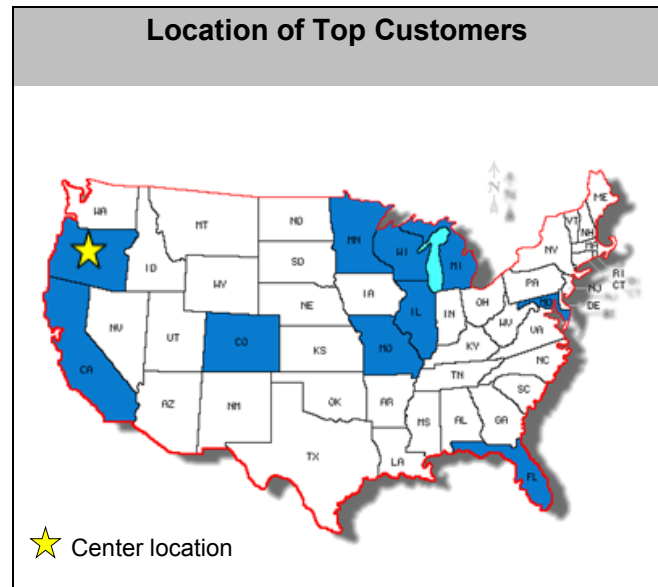 Location of Top Customers
N N
ME
WA
VT
NH
MT
ND
MN
MA
WI
NY
MI
ID
SD
RI
CT
WY
PA
NJ
IA
OH
NE
DE
MD
NV
IL
IN
UT
WV
CO
VA
KS
MO
KY
CA
NC
TN
OK
AR
SC
AZ
NM
MS
AL
GA
TX
LA
FL
Center location